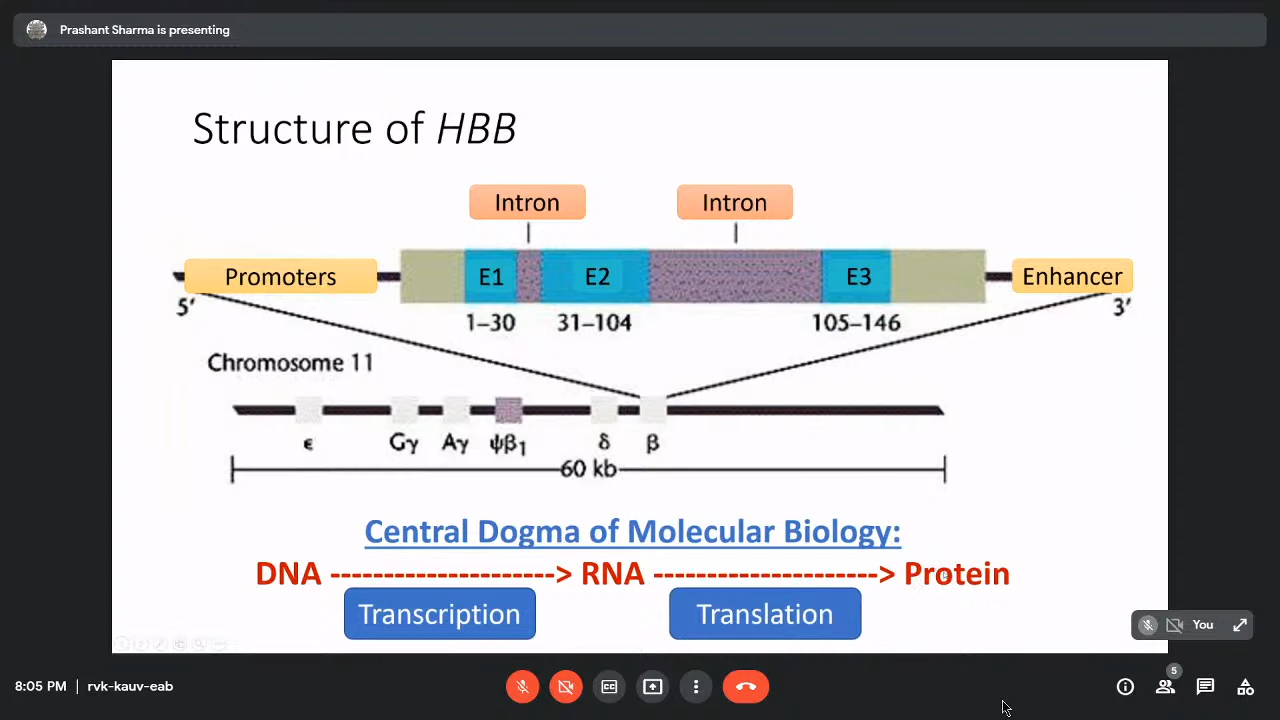 Prashant Sharma is presenting
Structure of HBB
Intron
Intron
Promoters
E1
E2
E3
Enhancer
5′
3′
1–30
31–104
105–146
Chromosome 11
ϵ
Gγ
Aγ
ψβ1
δ
β
60 kb
Central Dogma of Molecular Biology:
DNA ---------------------> RNA ---------------------> Protein
Transcription
Translation
You
8:05 PM | rvk-kauv-eab
5